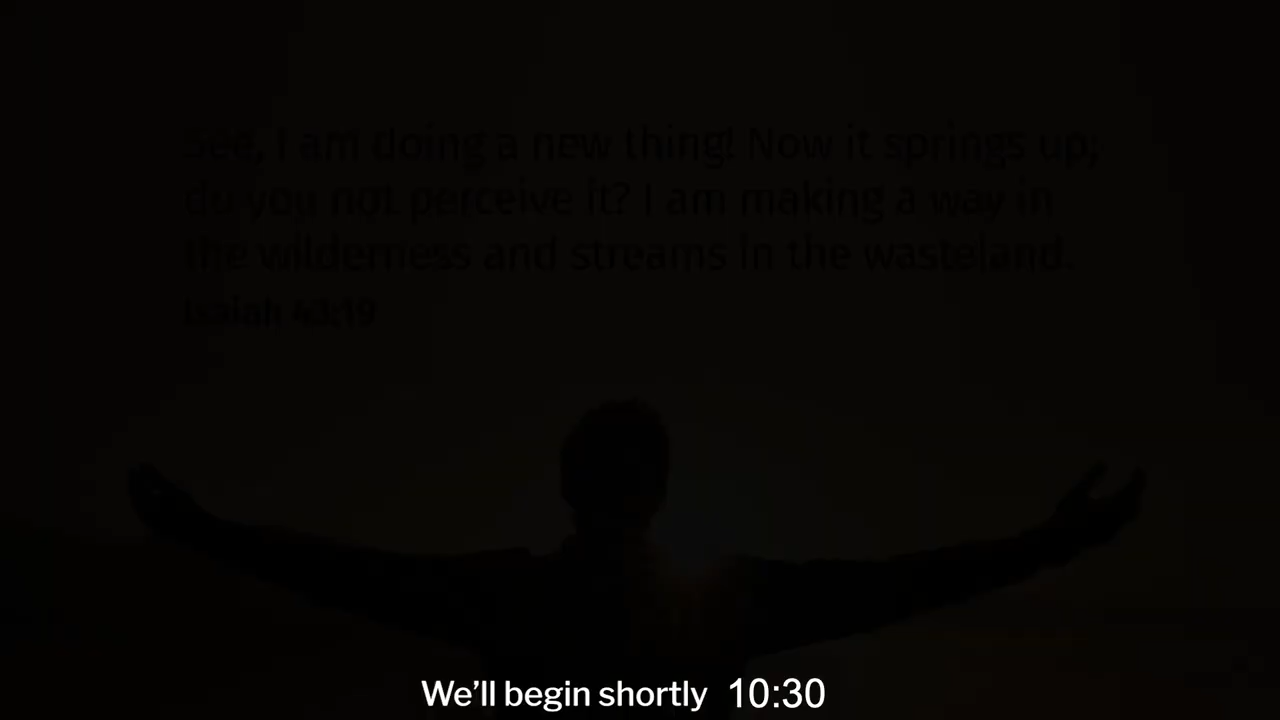 See, I am doing a new thing! Now it springs up;
do you not perceive it? I am making a way in
the wilderness and streams in the wasteland.
Isaiah 43:19
We’ll begin shortly 10:30